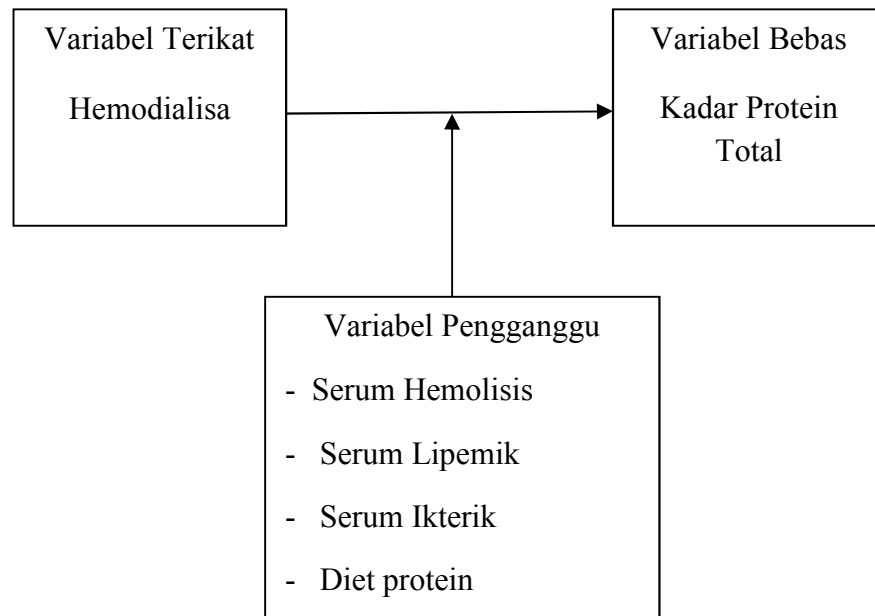 Variabel Terikat
Hemodialisa
Variabel Bebas
Kadar Protein
Total
Variabel Pengganggu
- Serum Hemolisis
- Serum Lipemik
- Serum Ikterik
- Diet protein